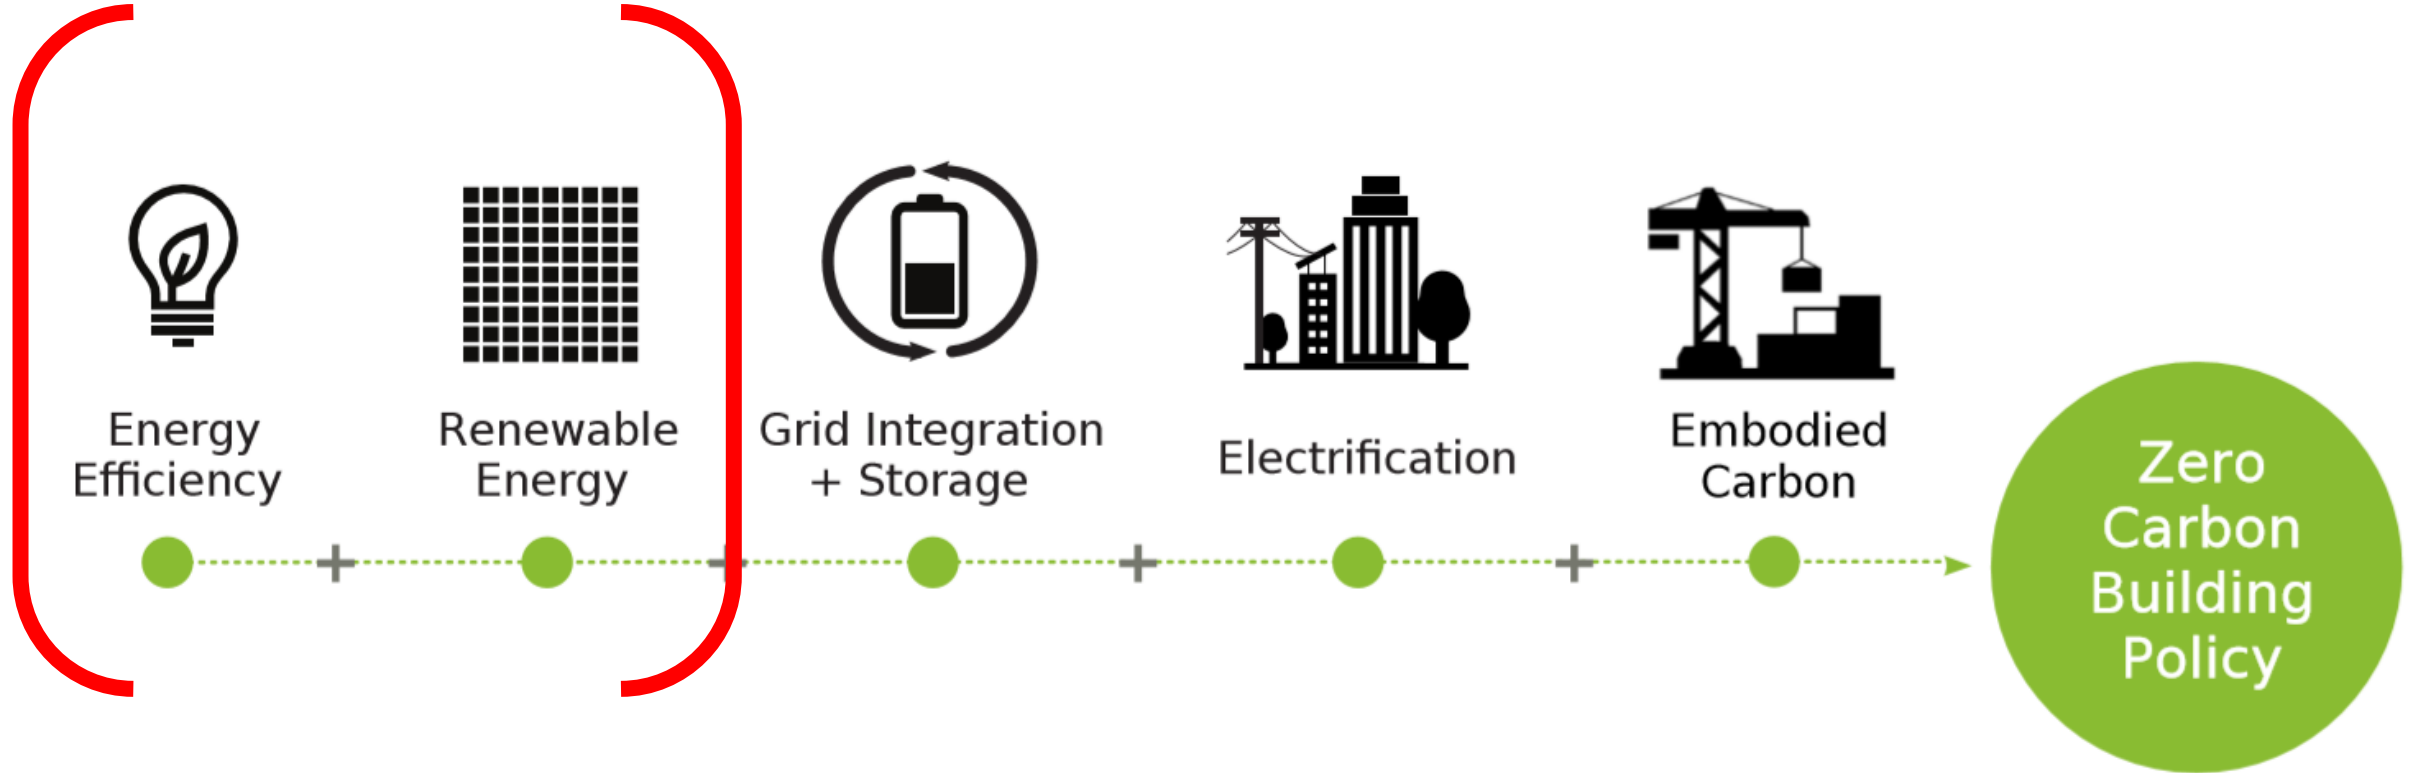 Energy
Efficiency
Renewable
Energy
Grid Integration
+ Storage
Electrification
Embodied
Carbon
Zero
Carbon
Building
Policy